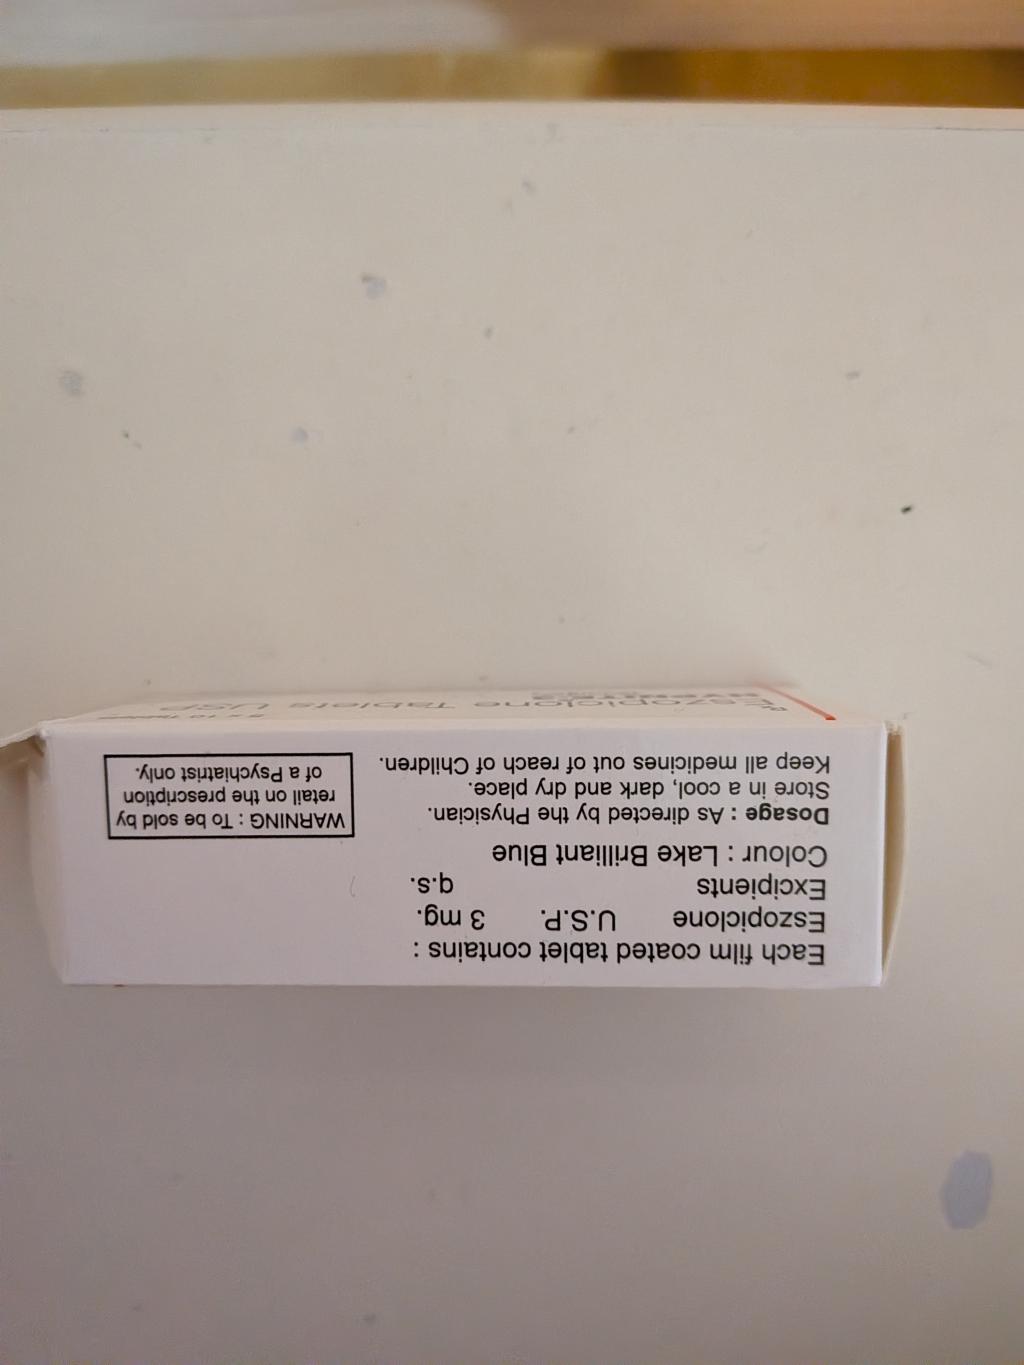 Each film coated tablet contains :
Eszopiclone U.S.P. 3 mg.
Excipients q.s.
Colour : Lake Brilliant Blue
Dosage : As directed by the Physician.
Store in a cool, dark and dry place.
Keep all medicines out of reach of Children.
WARNING : To be sold by
retail on the prescription
of a Psychiatrist only.
Eszopiclone Tablets USP